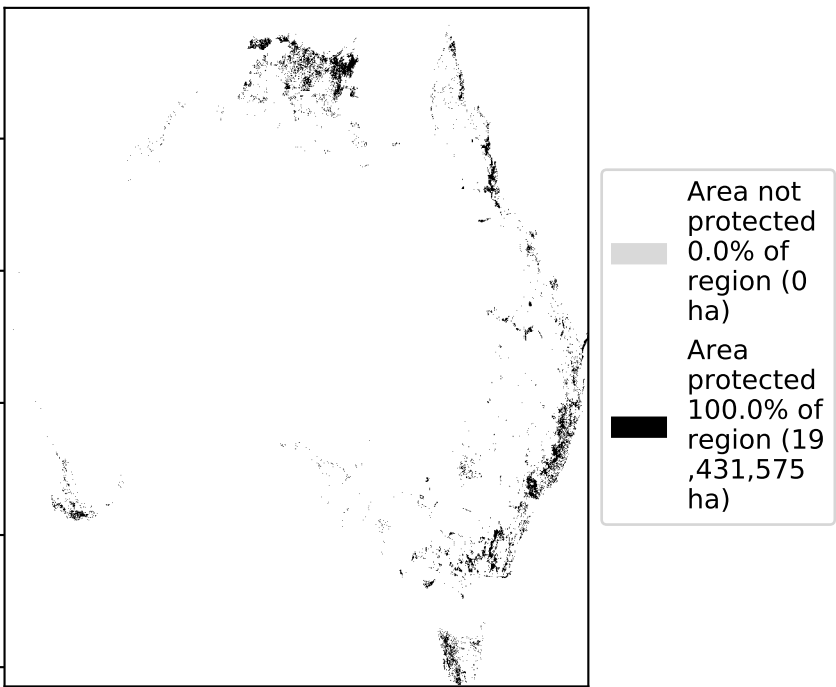 Area not
protected
0.0% of
region (0
ha)
Area
protected
100.0% of
region (19
,431,575
ha)